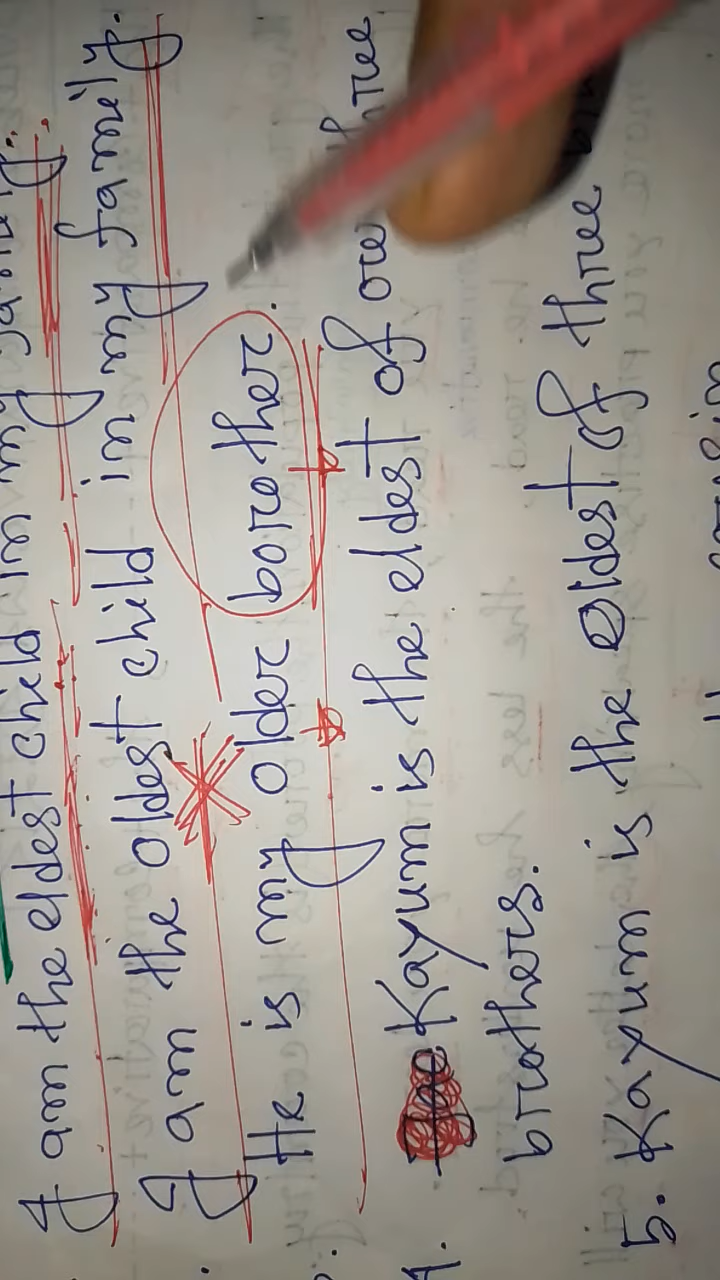 I am the eldest child in my family.
I am the oldest child in my family.
He is my older borother.
Kayum is the eldest of our three
brothers.
5. Kayum is the oldest of three